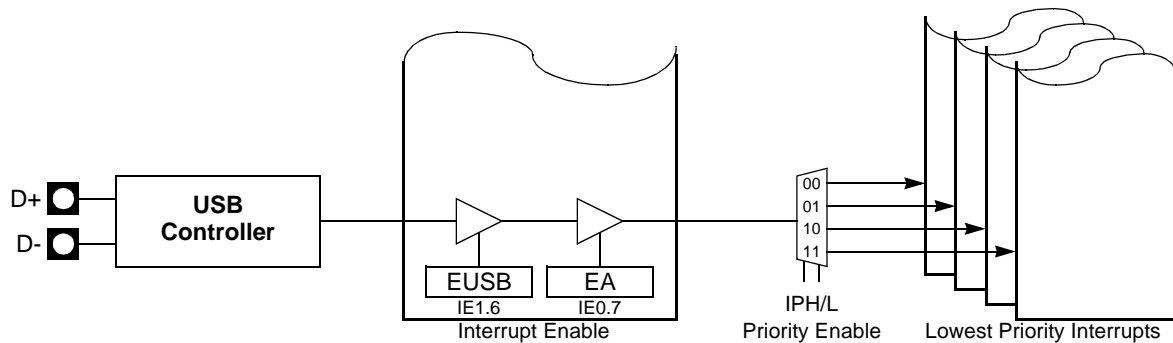 D+
D-
USB
Controller
EUSB
IE1.6
EA
IE0.7
Interrupt Enable
00
01
10
11
IPH/L
Priority Enable
Lowest Priority Interrupts